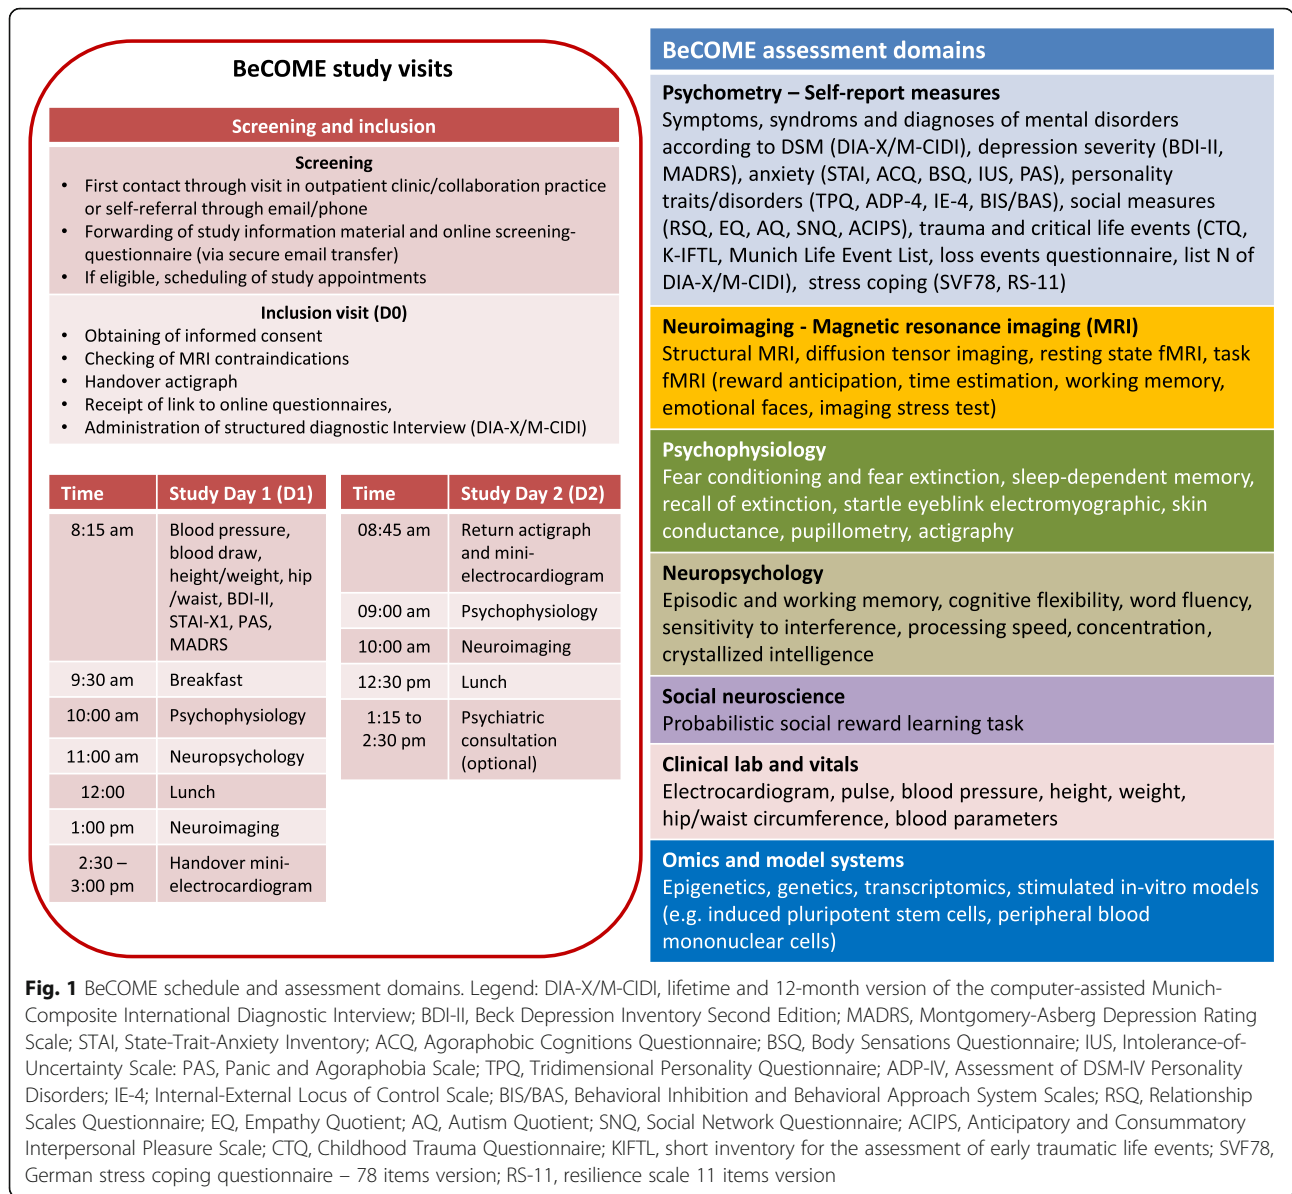 BeCOME study visits
Screening and inclusion
Screening
• First contact through visit in outpatient clinic/collaboration practice
or self-referral through email/phone
• Forwarding of study information material and online screening-
questionnaire (via secure email transfer)
• If eligible, scheduling of study appointments
Inclusion visit (D0)
• Obtaining of informed consent
• Checking of MRI contraindications
• Handover actigraph
• Receipt of link to online questionnaires,
• Administration of structured diagnostic Interview (DIA-X/M-CIDI)
Time Study Day 1 (D1)
8:15 am Blood pressure,
blood draw,
height/weight, hip
/waist, BDI-II,
STAI-X1, PAS,
MADRS
9:30 am Breakfast
10:00 am Psychophysiology
11:00 am Neuropsychology
12:00 Lunch
1:00 pm Neuroimaging
2:30 – Handover mini-
3:00 pm electrocardiogram
Time Study Day 2 (D2)
08:45 am Return actigraph
and mini-
electrocardiogram
09:00 am Psychophysiology
10:00 am Neuroimaging
12:30 pm Lunch
1:15 to Psychiatric
2:30 pm consultation
(optional)
BeCOME assessment domains
Psychometry – Self-report measures
Symptoms, syndroms and diagnoses of mental disorders
according to DSM (DIA-X/M-CIDI), depression severity (BDI-II,
MADRS), anxiety (STAI, ACQ, BSQ, IUS, PAS), personality
traits/disorders (TPQ, ADP-4, IE-4, BIS/BAS), social measures
(RSQ, EQ, AQ, SNQ, ACIPS), trauma and critical life events (CTQ,
K-IFTL, Munich Life Event List, loss events questionnaire, list N of
DIA-X/M-CIDI), stress coping (SVF78, RS-11)
Neuroimaging - Magnetic resonance imaging (MRI)
Structural MRI, diffusion tensor imaging, resting state fMRI, task
fMRI (reward anticipation, time estimation, working memory,
emotional faces, imaging stress test)
Psychophysiology
Fear conditioning and fear extinction, sleep-dependent memory,
recall of extinction, startle eyeblink electromyographic, skin
conductance, pupillometry, actigraphy
Neuropsychology
Episodic and working memory, cognitive flexibility, word fluency,
sensitivity to interference, processing speed, concentration,
crystallized intelligence
Social neuroscience
Probabilistic social reward learning task
Clinical lab and vitals
Electrocardiogram, pulse, blood pressure, height, weight,
hip/waist circumference, blood parameters
Omics and model systems
Epigenetics, genetics, transcriptomics, stimulated in-vitro models
(e.g. induced pluripotent stem cells, peripheral blood
mononuclear cells)
Fig. 1 BeCOME schedule and assessment domains. Legend: DIA-X/M-CIDI, lifetime and 12-month version of the computer-assisted Munich-
Composite International Diagnostic Interview; BDI-II, Beck Depression Inventory Second Edition; MADRS, Montgomery-Asberg Depression Rating
Scale; STAI, State-Trait-Anxiety Inventory; ACQ, Agoraphobic Cognitions Questionnaire; BSQ, Body Sensations Questionnaire; IUS, Intolerance-of-
Uncertainty Scale: PAS, Panic and Agoraphobia Scale; TPQ, Tridimensional Personality Questionnaire; ADP-IV, Assessment of DSM-IV Personality
Disorders; IE-4; Internal-External Locus of Control Scale; BIS/BAS, Behavioral Inhibition and Behavioral Approach System Scales; RSQ, Relationship
Scales Questionnaire; EQ, Empathy Quotient; AQ, Autism Quotient; SNQ, Social Network Questionnaire; ACIPS, Anticipatory and Consummatory
Interpersonal Pleasure Scale; CTQ, Childhood Trauma Questionnaire; KIFTL, short inventory for the assessment of early traumatic life events; SVF78,
German stress coping questionnaire – 78 items version; RS-11, resilience scale 11 items version